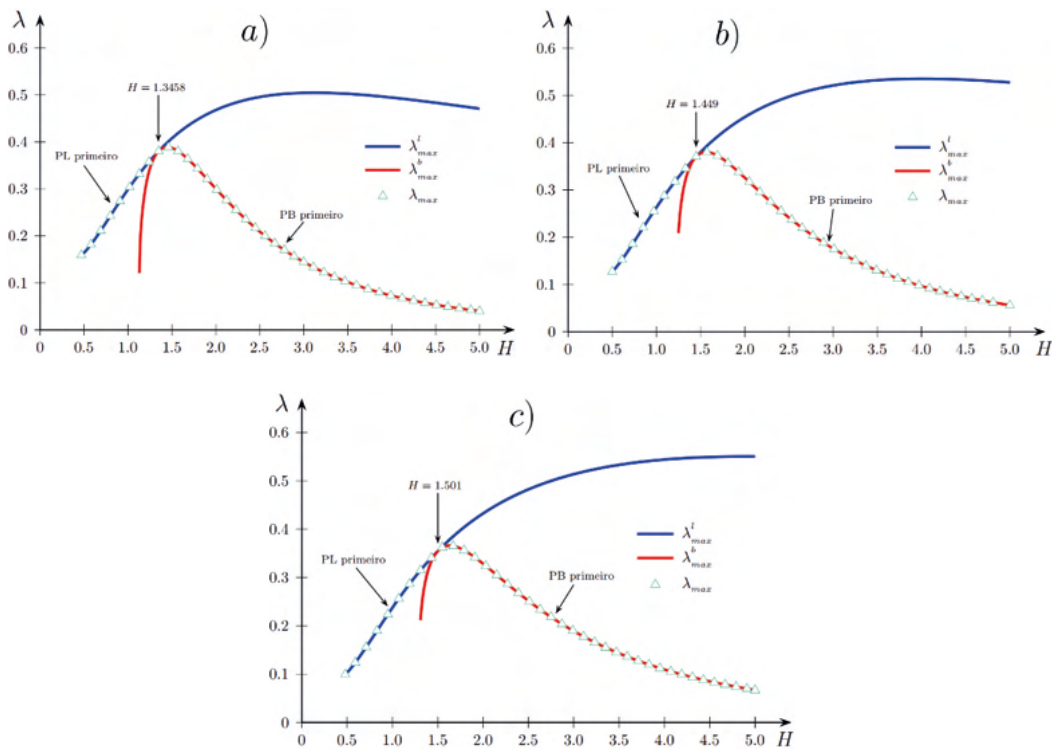 a)
λ
0.6
0.5
0.4
0.3
0.2
0.1
0
0
0.5
1.0
1.5
2.0
2.5
3.0
3.5
4.0
4.5
5.0
H
H = 1.3458
PL primeiro
PB primeiro
λ^l_max
λ^b_max
λ_max
b)
λ
0.6
0.5
0.4
0.3
0.2
0.1
0
0
0.5
1.0
1.5
2.0
2.5
3.0
3.5
4.0
4.5
5.0
H
H = 1.449
PL primeiro
PB primeiro
λ^l_max
λ^b_max
λ_max
c)
λ
0.6
0.5
0.4
0.3
0.2
0.1
0
0
0.5
1.0
1.5
2.0
2.5
3.0
3.5
4.0
4.5
5.0
H
H = 1.501
PL primeiro
PB primeiro
λ^l_max
λ^b_max
λ_max